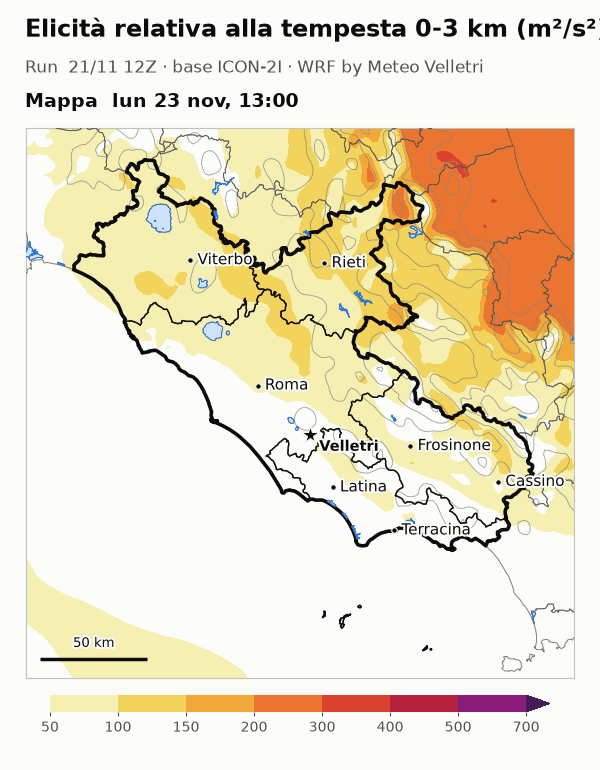 Elicità relativa alla tempesta 0-3 km (m²/s²)
Run 21/11 12Z · base ICON-2I · WRF by Meteo Velletri
Mappa lun 23 nov, 13:00
Viterbo
Rieti
Roma
Velletri
Frosinone
Latina
Cassino
Terracina
50 km
50 100 150 200 300 400 500 700